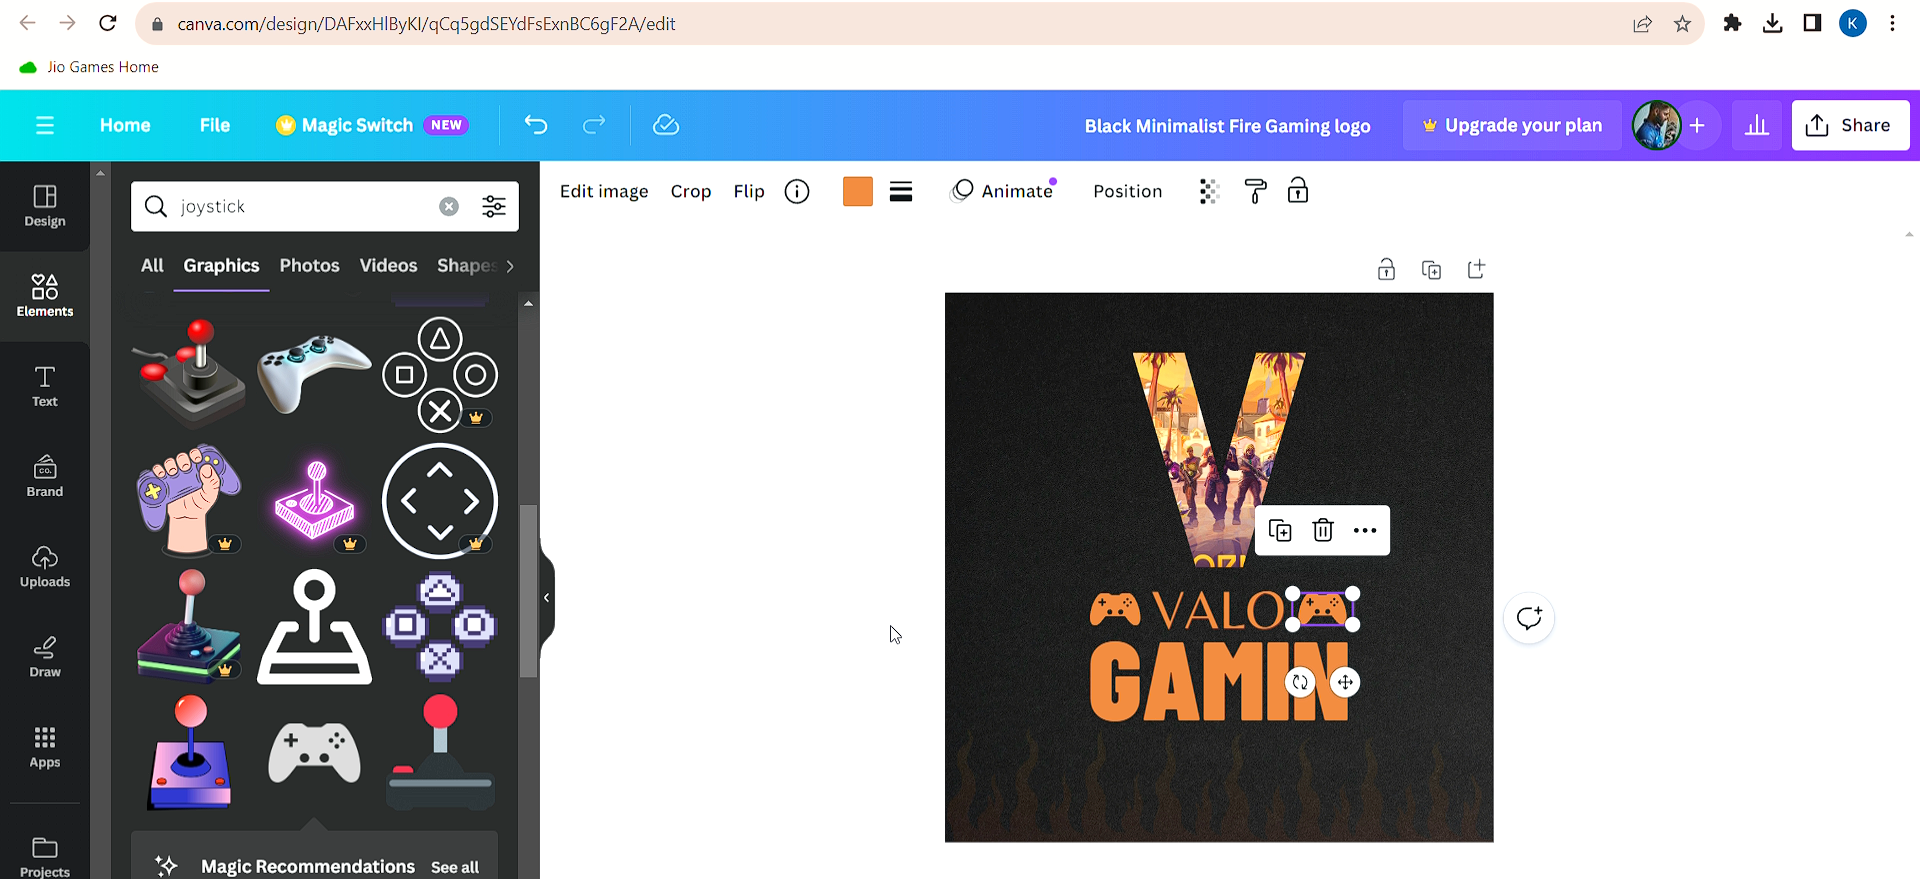 canva.com/design/DAFxxHlByKI/qCq5gdSEYdFsExnBC6gF2A/edit
K
Jio Games Home
Home
File
Magic Switch NEW
Black Minimalist Fire Gaming logo
Upgrade your plan
Share
Design
Elements
Text
CO.
Brand
Uploads
Draw
Apps
Projects
joystick
All
Graphics
Photos
Videos
Shapes
Magic Recommendations
See all
Edit image
Crop
Flip
Animate
Position
V
VALO
GAMIN